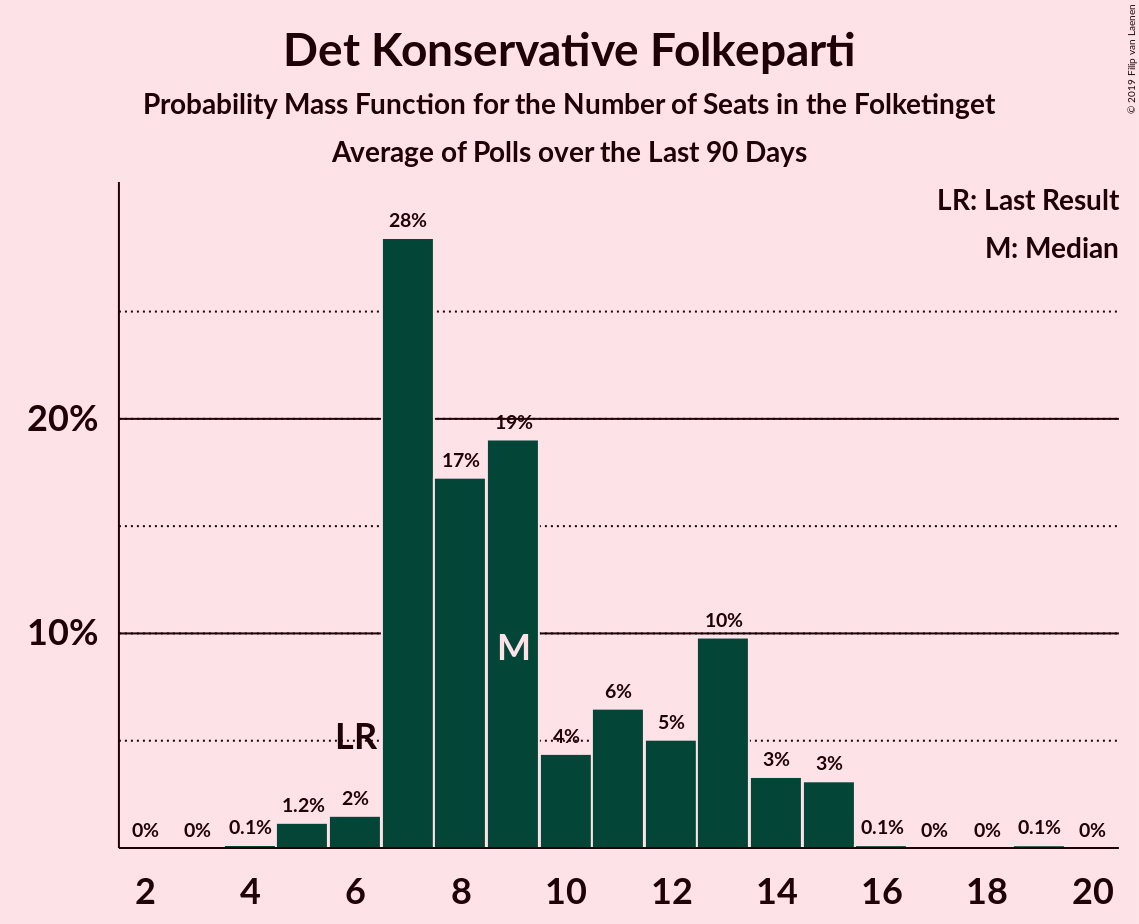 Det Konservative Folkeparti
Probability Mass Function for the Number of Seats in the Folketinget
Average of Polls over the Last 90 Days
© 2019 Filip van Laenen
LR: Last Result
M: Median
28%
20%
19%
17%
10%
10%
M
6%
LR
5%
4%
3%
3%
2%
1.2%
0% 0% 0.1% 0.1% 0% 0% 0.1% 0%
2 4 6 8 10 12 14 16 18 20